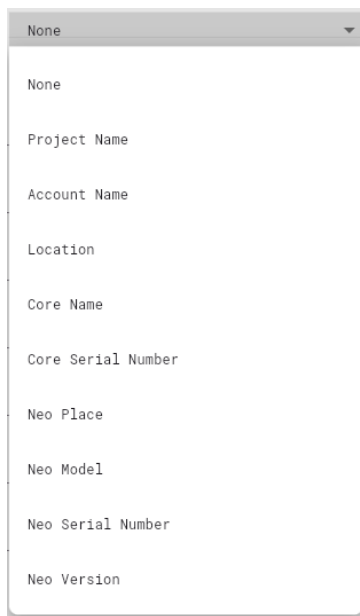 None
None
Project Name
Account Name
Location
Core Name
Core Serial Number
Neo Place
Neo Model
Neo Serial Number
Neo Version